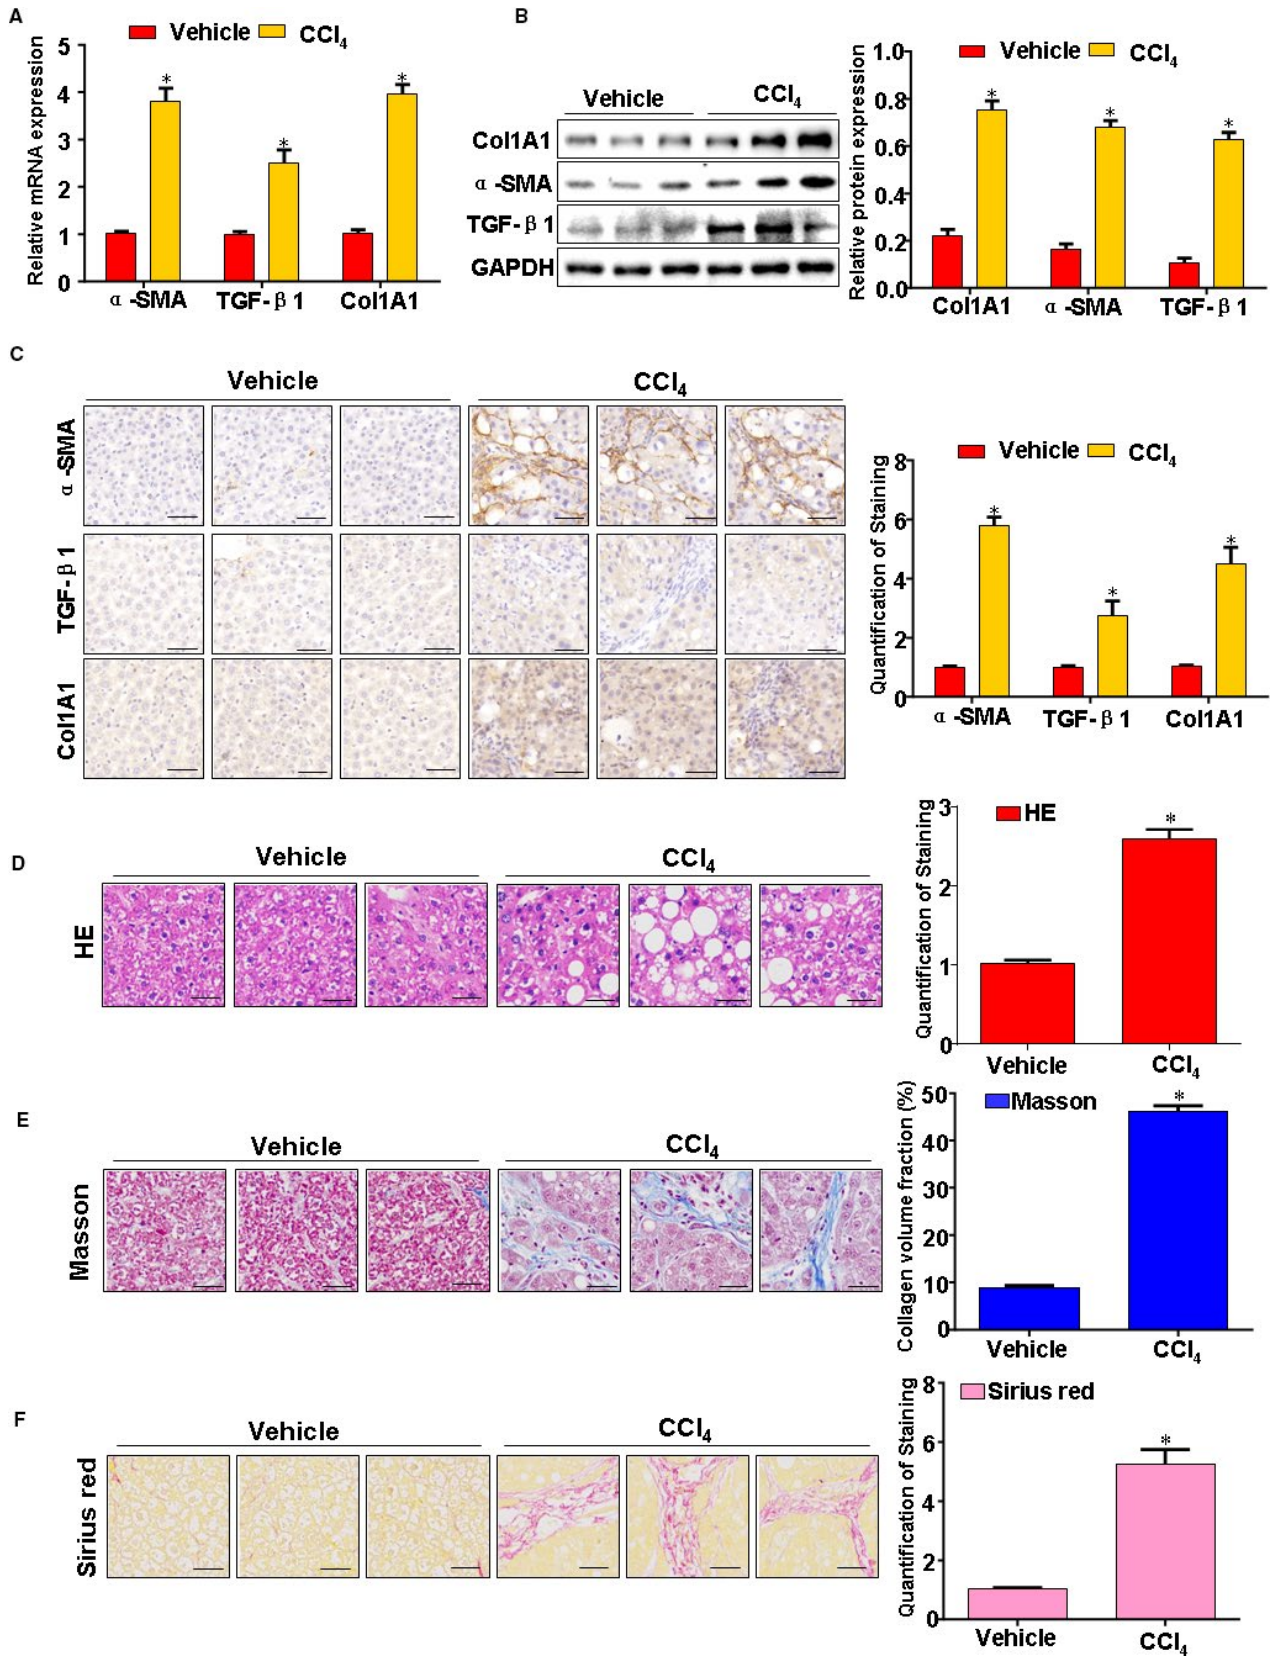 A
Vehicle CCl₄
Relative mRNA expression
5
4
3
2
1
0
*
*
*
α-SMA TGF-β1 Col1A1
B
Vehicle CCl₄
Col1A1
α-SMA
TGF-β1
GAPDH
Vehicle CCl₄
Relative protein expression
1.0
0.8
0.6
0.4
0.2
0.0
*
*
*
Col1A1 α-SMA TGF-β1
C
Vehicle CCl₄
α-SMA
TGF-β1
Col1A1
Vehicle CCl₄
Quantification of Staining
8
6
4
2
0
*
*
*
α-SMA TGF-β1 Col1A1
D
Vehicle CCl₄
HE
HE
Quantification of Staining
3
2
1
0
*
Vehicle CCl₄
E
Vehicle CCl₄
Masson
Masson
Collagen volume fraction (%)
50
40
30
20
10
0
*
Vehicle CCl₄
F
Vehicle CCl₄
Sirius red
Sirius red
Quantification of Staining
8
6
4
2
0
*
Vehicle CCl₄